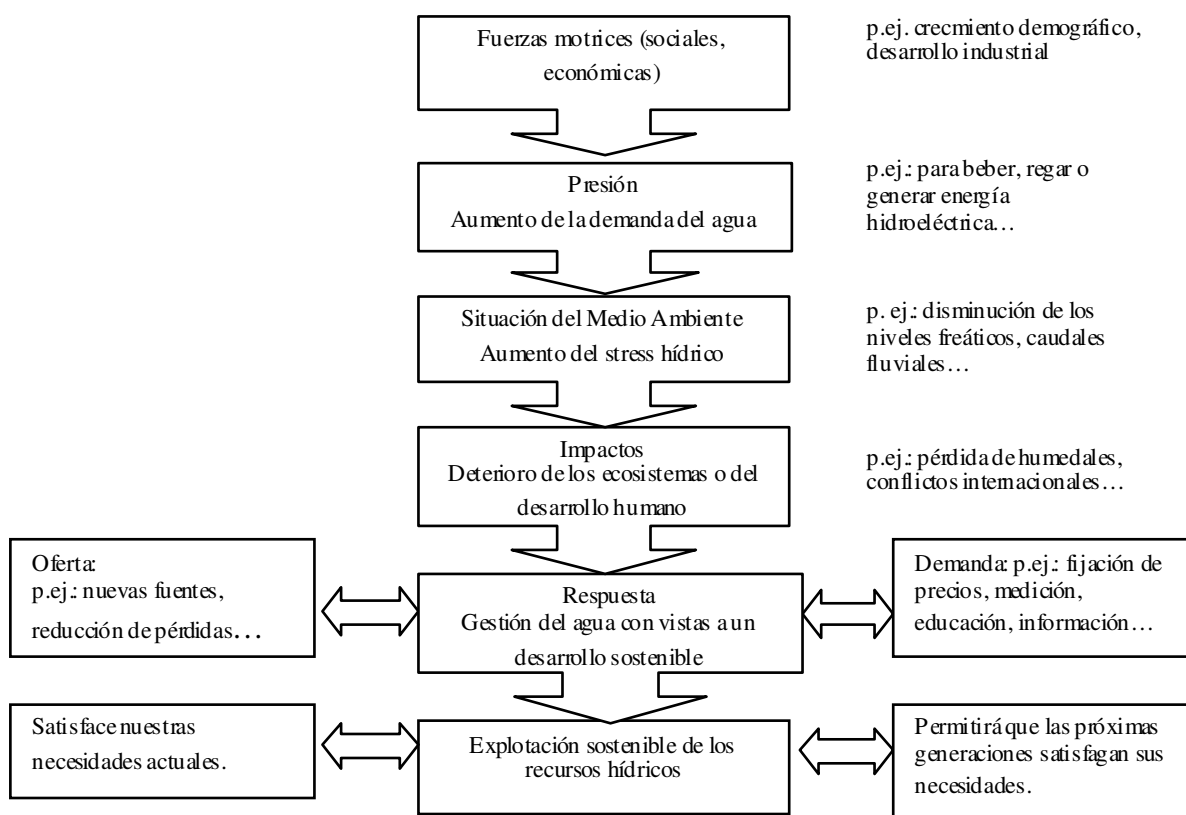 Fuerzas motrices (sociales,
económicas)
p.ej. crecmiento demográfico,
desarrollo industrial
Presión
Aumento de la demanda del agua
p.ej.: para beber, regar o
generar energía
hidroeléctrica…
Situación del Medio Ambiente
Aumento del stress hídrico
p. ej.: disminución de los
niveles freáticos, caudales
fluviales…
Impactos
Deterioro de los ecosistemas o del
desarrollo humano
p.ej.: pérdida de humedales,
conflictos internacionales…
Oferta:
p.ej.: nuevas fuentes,
reducción de pérdidas…
Respuesta
Gestión del agua con vistas a un
desarrollo sostenible
Demanda: p.ej.: fijación de
precios, medición,
educación, información…
Satisface nuestras
necesidades actuales.
Explotación sostenible de los
recursos hídricos
Permitirá que las próximas
generaciones satisfagan sus
necesidades.